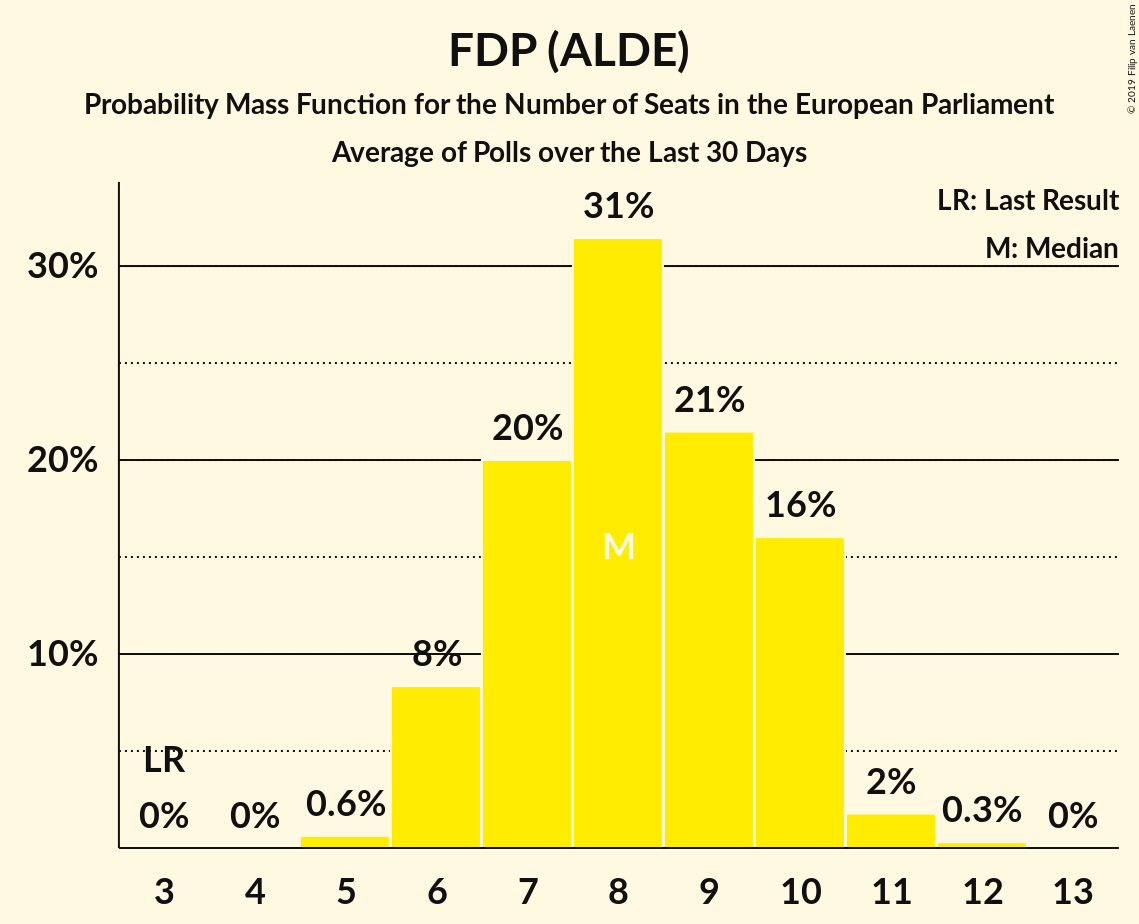 FDP (ALDE)
Probability Mass Function for the Number of Seats in the European Parliament
Average of Polls over the Last 30 Days
© 2019 Filip van Laenen
LR: Last Result
M: Median
31%
30%
21%
20%
20%
16%
M
10%
8%
LR
2%
0%
0%
0.6%
0.3%
0%
3 4 5 6 7 8 9 10 11 12 13